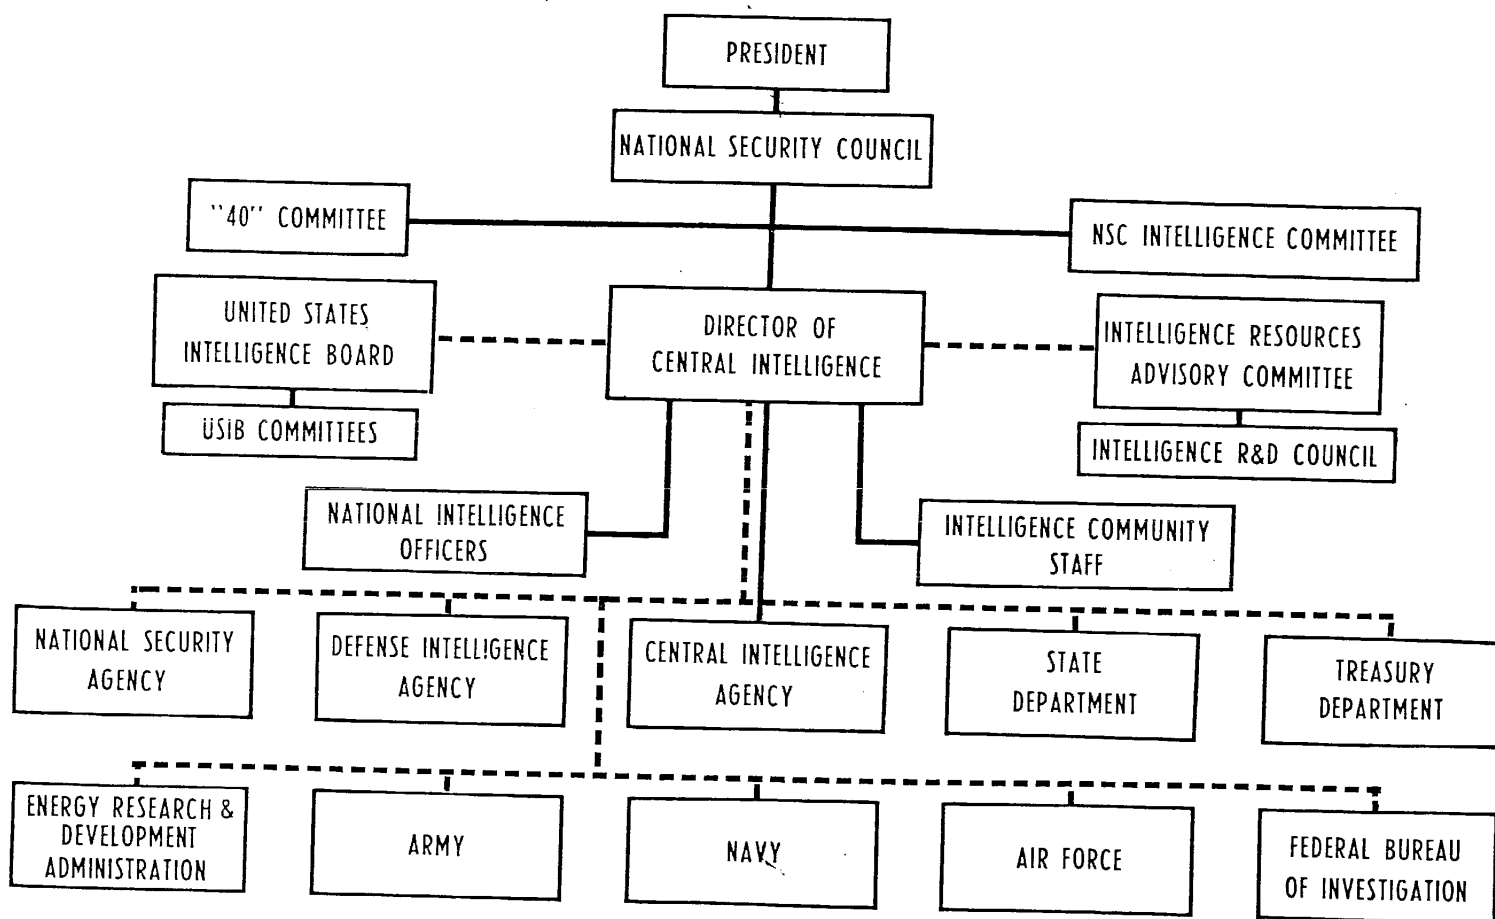 PRESIDENT
NATIONAL SECURITY COUNCIL
"40" COMMITTEE
NSC INTELLIGENCE COMMITTEE
UNITED STATES
INTELLIGENCE BOARD
DIRECTOR OF
CENTRAL INTELLIGENCE
INTELLIGENCE RESOURCES
ADVISORY COMMITTEE
USIB COMMITTEES
INTELLIGENCE R&D COUNCIL
NATIONAL INTELLIGENCE
OFFICERS
INTELLIGENCE COMMUNITY
STAFF
NATIONAL SECURITY
AGENCY
DEFENSE INTELLIGENCE
AGENCY
CENTRAL INTELLIGENCE
AGENCY
STATE
DEPARTMENT
TREASURY
DEPARTMENT
ENERGY RESEARCH &
DEVELOPMENT
ADMINISTRATION
ARMY
NAVY
AIR FORCE
FEDERAL BUREAU
OF INVESTIGATION